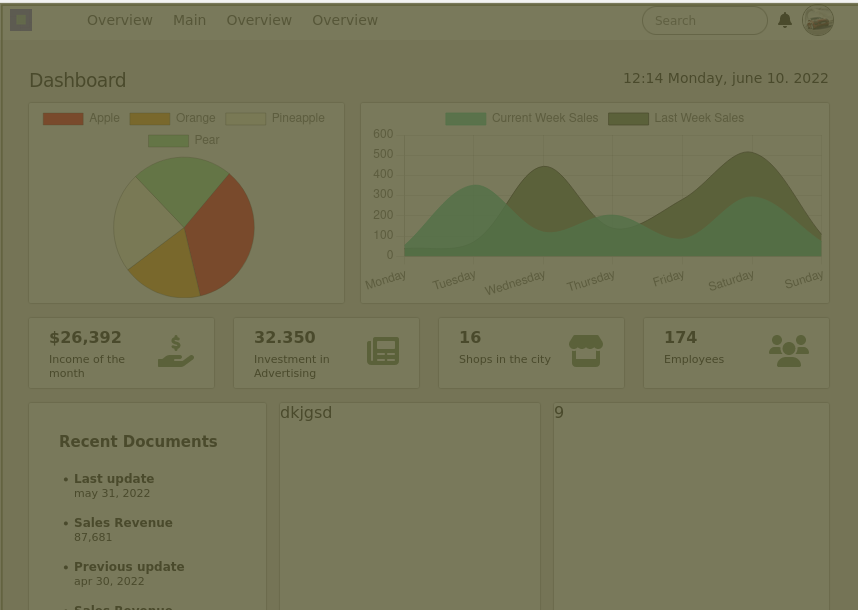 Overview Main Overview Overview Search
Dashboard 12:14 Monday, june 10. 2022
Apple Orange Pineapple
Pear
Current Week Sales Last Week Sales
600
500
400
300
200
100
0
Monday Tuesday Wednesday Thursday Friday Saturday Sunday
$26,392
Income of the
month
$
32.350
Investment in
Advertising
16
Shops in the city
174
Employees
Recent Documents
• Last update
may 31, 2022
• Sales Revenue
87,681
• Previous update
apr 30, 2022
• Sales Revenue
dkjgsd
9